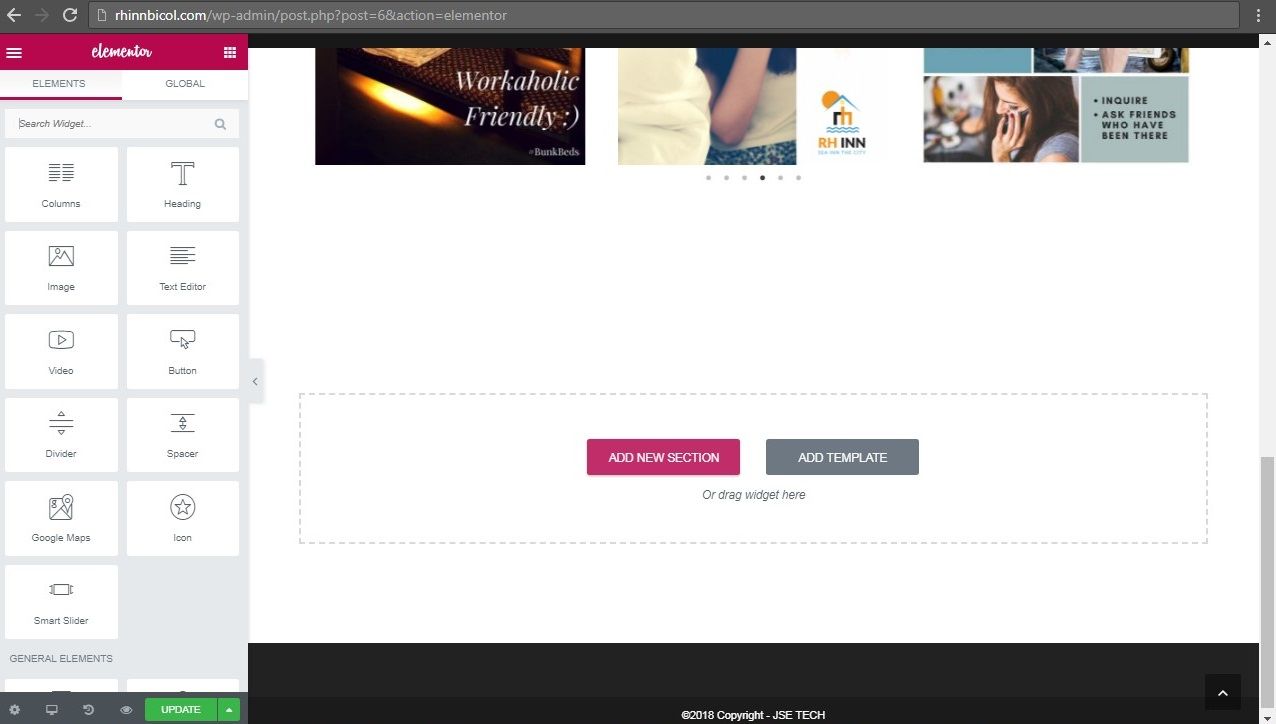 rhinnbicol.com/wp-admin/post.php?post=6&action=elementor
elementor
ELEMENTS
GLOBAL
Search Widget...
Columns
Heading
Image
Text Editor
Video
Button
Divider
Spacer
Google Maps
Icon
Smart Slider
GENERAL ELEMENTS
UPDATE
Workaholic
Friendly :)
#BunkBeds
rh
RH INN
SEA INN THE CITY
• INQUIRE
• ASK FRIENDS
WHO HAVE
BEEN THERE
ADD NEW SECTION
ADD TEMPLATE
Or drag widget here
©2018 Copyright - JSE TECH